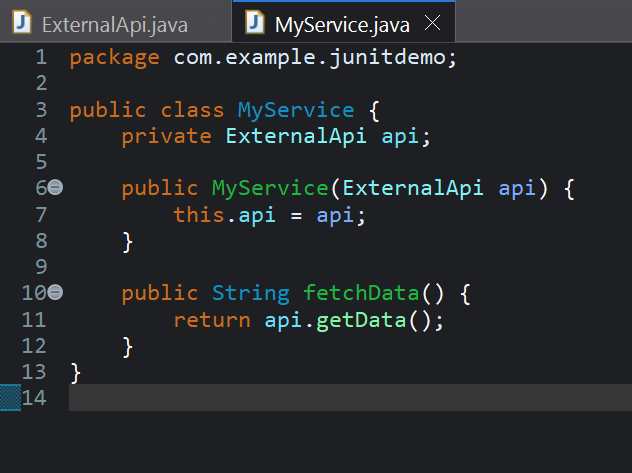 ExternalApi.java MyService.java
1 package com.example.junitdemo;
2
3 public class MyService {
4     private ExternalApi api;
5
6     public MyService(ExternalApi api) {
7         this.api = api;
8     }
9
10     public String fetchData() {
11         return api.getData();
12     }
13 }
14